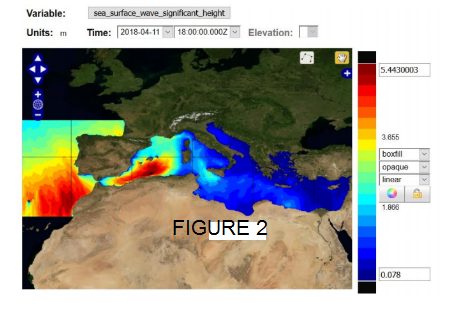 Variable: sea_surface_wave_significant_height
Units: m Time: 2018-04-11 18:00:00.000Z Elevation:
5.4430003
3.655
boxfill
opaque
linear
1.866
FIGURE 2
0.078